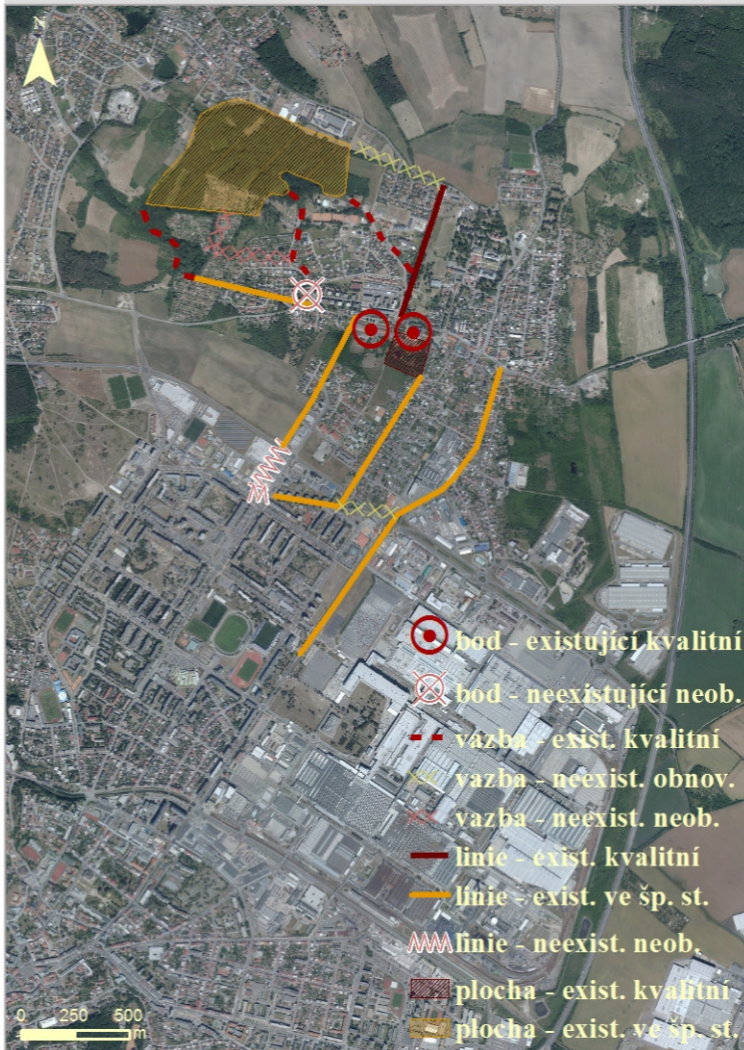 N
bod - existující kvalitní
bod - neexistující neob.
vazba - exist. kvalitní
vazba - neexist. obnov.
vazba - neexist. neob.
linie - exist. kvalitní
linie - exist. ve šp. st.
linie - neexist. neob.
plocha - exist. kvalitní
plocha - exist. ve šp. st.
0 250 500
m